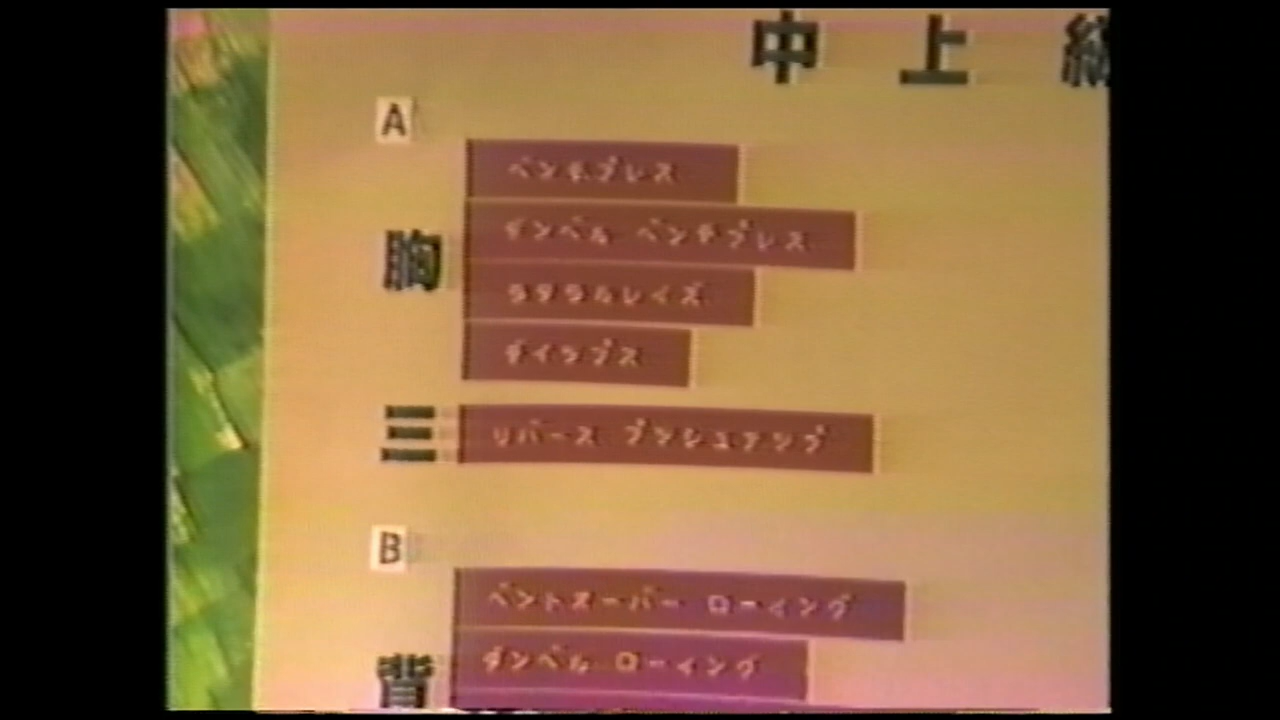 中 上 級
A
ベンチプレス
胸
ダンベル ベンチプレス
ラテラルレイズ
ディップス
三
リバース プッシュアップ
B
ベントオーバー ローイング
ダンベル ローイング
背